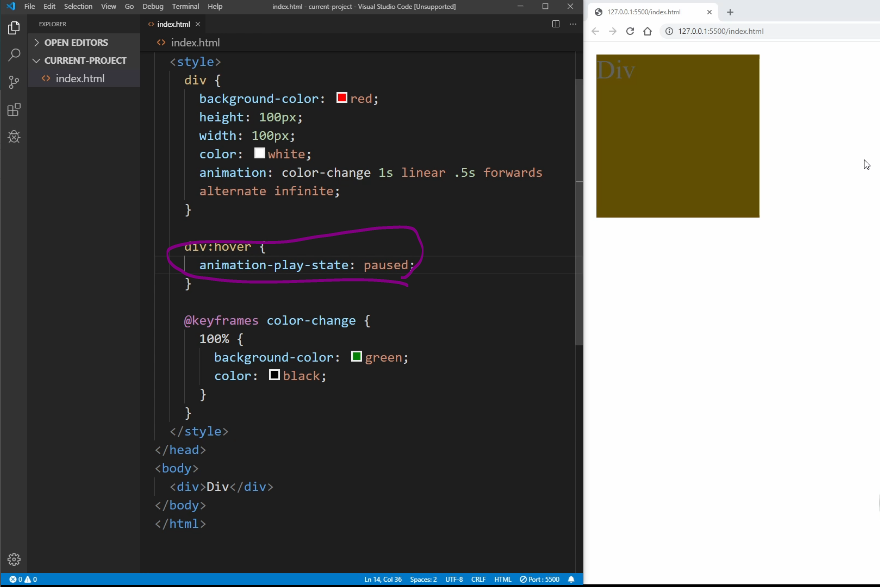 File Edit Selection View Go Debug Terminal Help
index.html - current-project - Visual Studio Code [Unsupported]
127.0.0.1:5500/index.html
EXPLORER
index.html
127.0.0.1:5500/index.html
OPEN EDITORS
CURRENT-PROJECT
index.html
index.html
<style>
div {
background-color: red;
height: 100px;
width: 100px;
color: white;
animation: color-change 1s linear .5s forwards
alternate infinite;
}
div:hover {
animation-play-state: paused;
}
@keyframes color-change {
100% {
background-color: green;
color: black;
}
}
</style>
</head>
<body>
<div>Div</div>
</body>
</html>
Div
0 0
Ln 14, Col 36 Spaces: 2 UTF-8 CRLF HTML Port : 5500